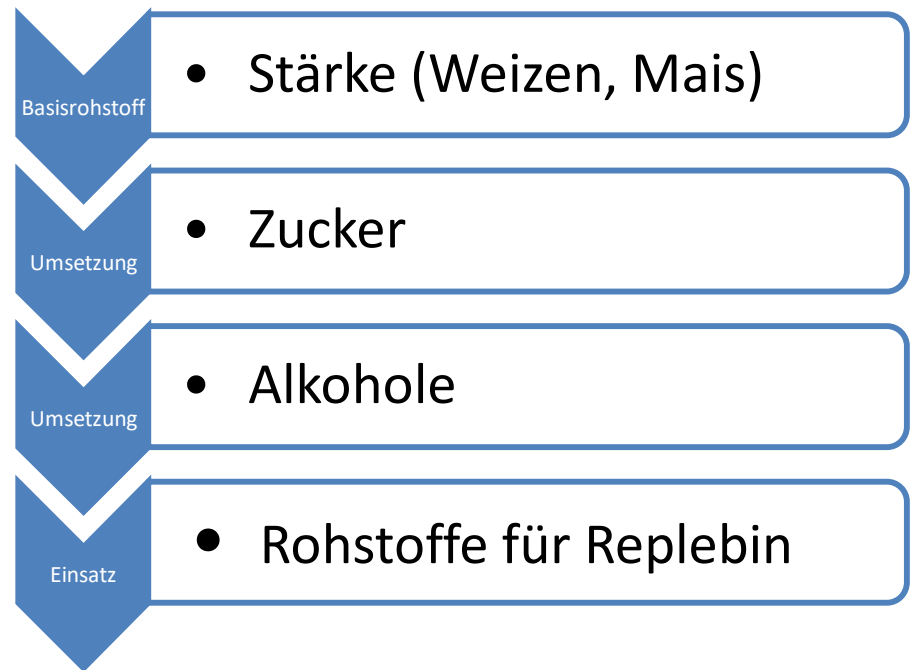 Basisrohstoff
• Stärke (Weizen, Mais)
Umsetzung
• Zucker
Umsetzung
• Alkohole
Einsatz
• Rohstoffe für Replebin